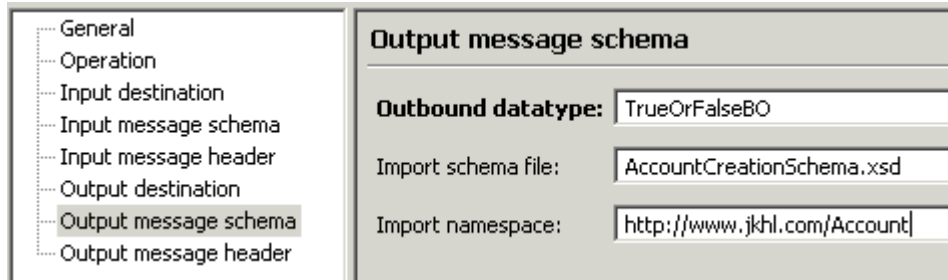 General
Operation
Input destination
Input message schema
Input message header
Output destination
Output message schema
Output message header
Output message schema
Outbound datatype: TrueOrFalseBO
Import schema file: AccountCreationSchema.xsd
Import namespace: http://www.jkhl.com/Account